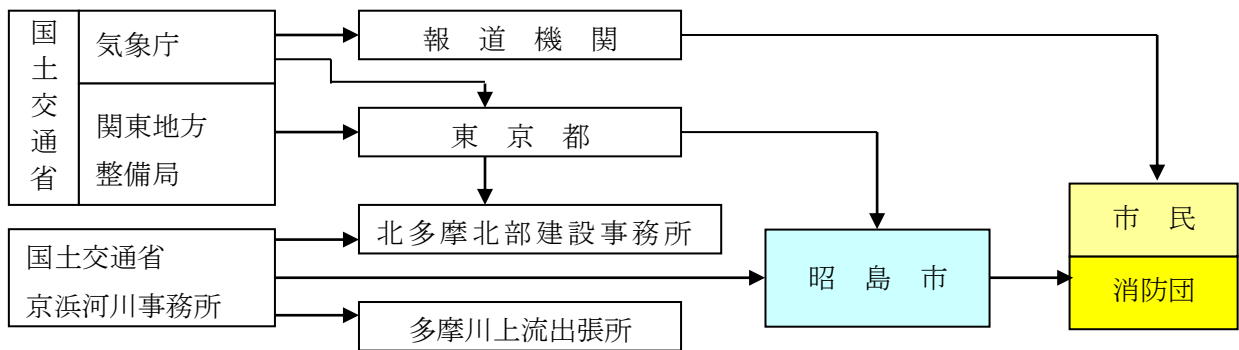 国土交通省
気象庁
関東地方
整備局
報道機関
東京都
北多摩北部建設事務所
国土交通省
京浜河川事務所
多摩川上流出張所
昭島市
市民
消防団